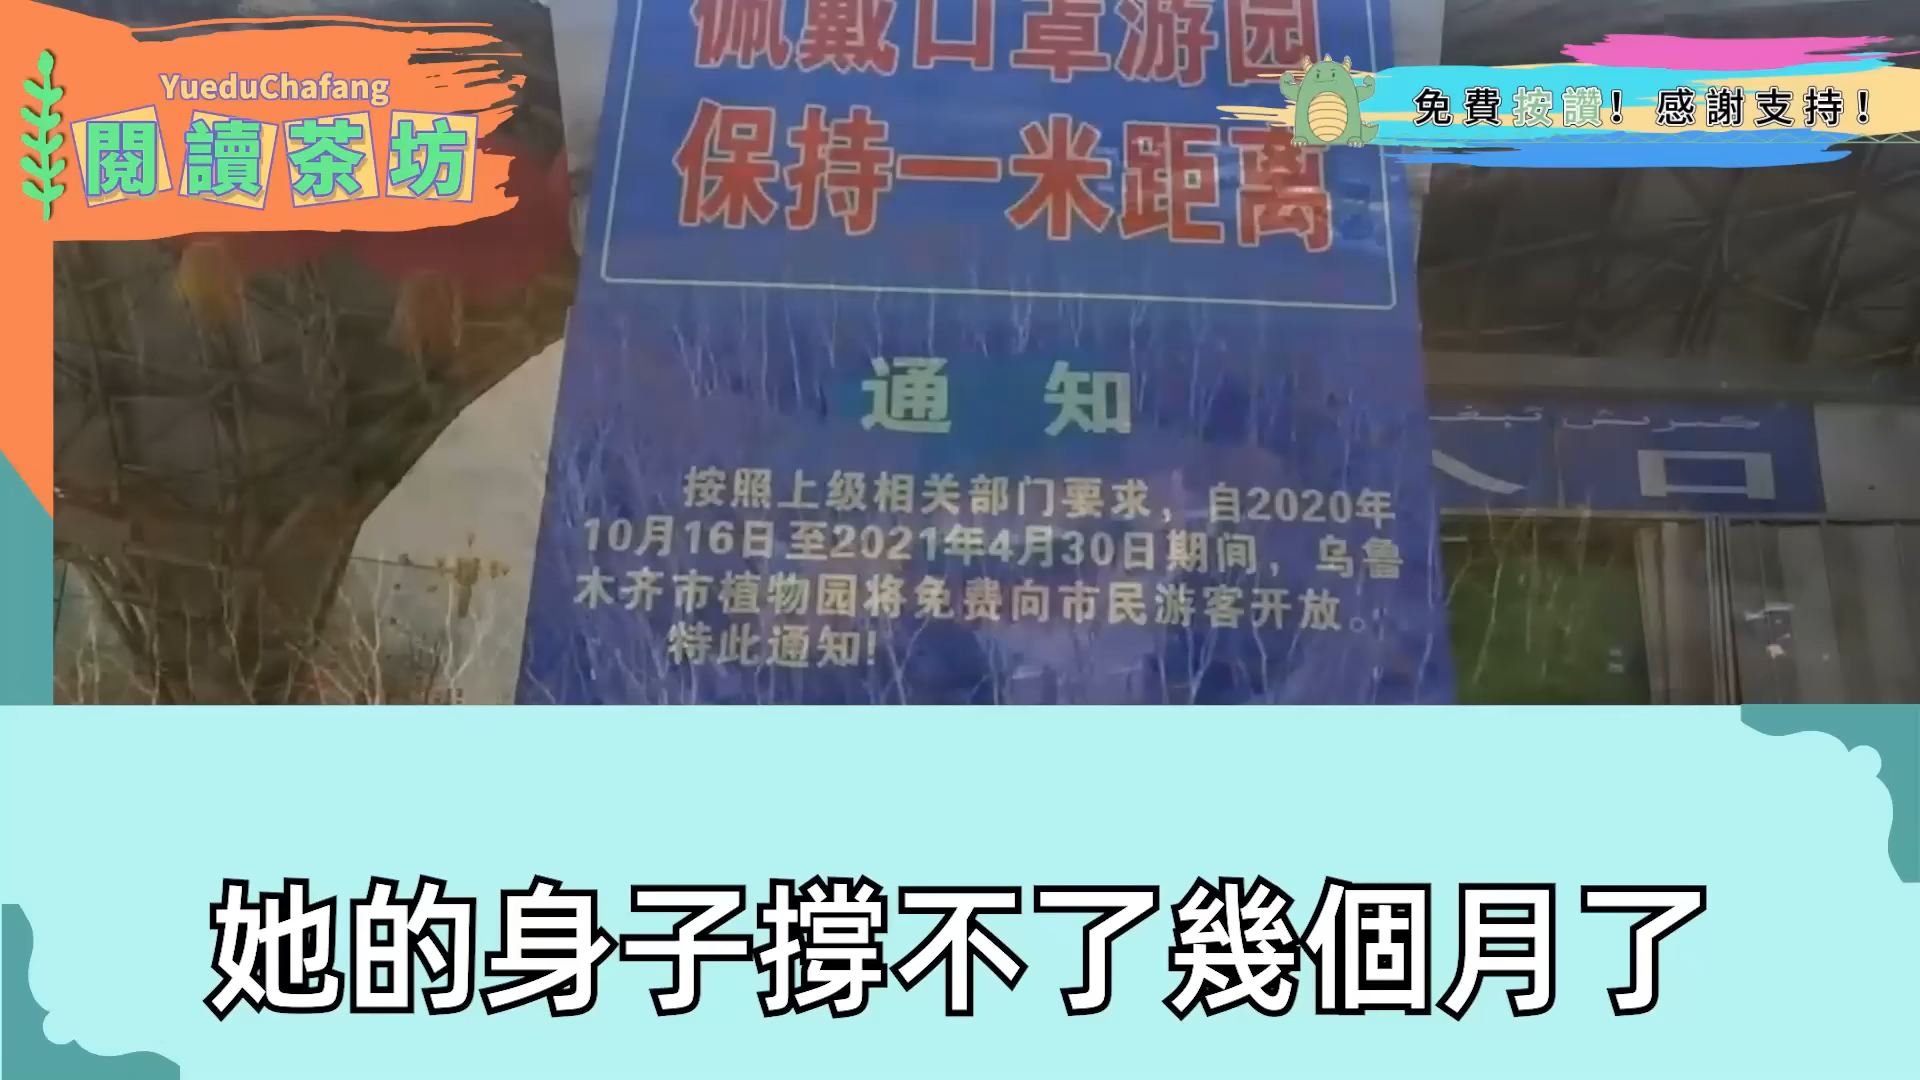 YueduChafang
閱讀茶坊
免費按讚！感謝支持！
佩戴口罩游园
保持一米距离
通知
按照上级相关部门要求，自2020年
10月16日至2021年4月30日期间，乌鲁
木齐市植物园将免费向市民游客开放。
特此通知!
入口
她的身子撐不了幾個月了